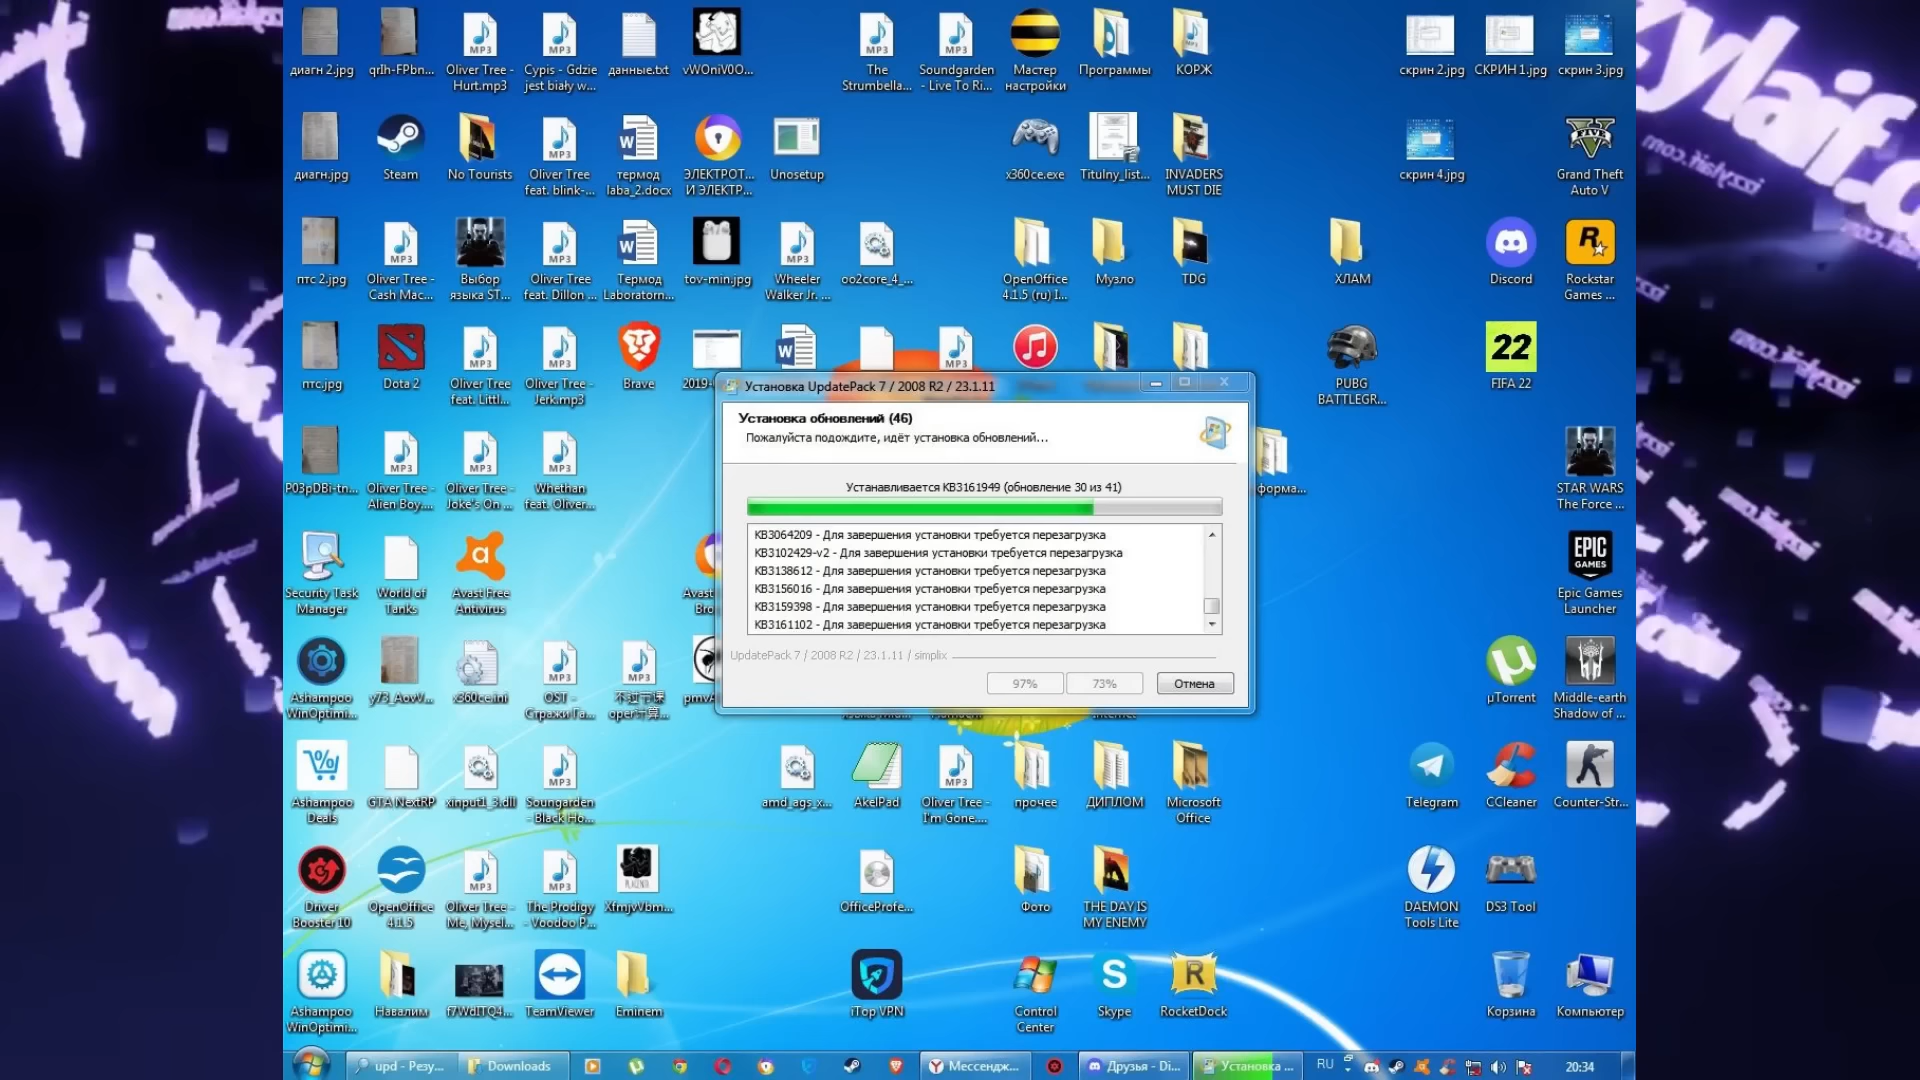 диагн 2.jpg
qrIh-FPbn...
Oliver Tree - Hurt.mp3
Cypis - Gdzie jest biały w...
данные.txt
vWOniV0O...
The Strumbella...
Soundgarden - Live To Ri...
Мастер настройки
Программы
КОРЖ
скрин 2.jpg
СКРИН 1.jpg
скрин 3.jpg
диагн.jpg
Steam
No Tourists
Oliver Tree feat. blink-...
термод laba_2.docx
ЭЛЕКТРОТ... И ЭЛЕКТР...
Unosetup
x360ce.exe
Titulny_list...
INVADERS MUST DIE
скрин 4.jpg
Grand Theft Auto V
птс 2.jpg
Oliver Tree - Cash Mac...
Выбор языка ST...
Oliver Tree feat. Dillon ...
Термод Laboratorn...
tov-min.jpg
Wheeler Walker Jr. ...
oo2core_4_...
OpenOffice 4.1.5 (ru) I...
Музло
TDG
ХЛАМ
Discord
Rockstar Games ...
птс.jpg
Dota 2
Oliver Tree feat. Littl...
Oliver Tree - Jerk.mp3
Brave
PUBG BATTLEGR...
22
FIFA 22
Установка UpdatePack 7 / 2008 R2 / 23.1.11
Установка обновлений (46)
Пожалуйста подождите, идёт установка обновлений...
Устанавливается KB3161949 (обновление 30 из 41)
KB3064209 - Для завершения установки требуется перезагрузка
KB3102429-v2 - Для завершения установки требуется перезагрузка
KB3138612 - Для завершения установки требуется перезагрузка
KB3156016 - Для завершения установки требуется перезагрузка
KB3159398 - Для завершения установки требуется перезагрузка
KB3161102 - Для завершения установки требуется перезагрузка
UpdatePack 7 / 2008 R2 / 23.1.11 / simplix
97%
73%
Отмена
P03pDBi-tn...
Oliver Tree - Alien Boy....
Oliver Tree - Joke's On ...
Whethan feat. Oliver...
STAR WARS The Force ...
Security Task Manager
World of Tanks
Avast Free Antivirus
EPIC GAMES
Epic Games Launcher
Ashampoo WinOptimi...
y73_AovV...
x360ce.ini
OST - Стражи Га...
µTorrent
Middle-earth Shadow of ...
Ashampoo Deals
GTA NextRP
xinput1_3.dll
Soungarden - Black Ho...
amd_ags_x...
AkelPad
Oliver Tree - I'm Gone....
прочее
ДИПЛОМ
Microsoft Office
Telegram
CCleaner
Counter-Str...
Driver Booster 10
OpenOffice 4.1.5
Oliver Tree - Me, Mysel...
The Prodigy - Voodoo P...
XfmjvVbm...
OfficeProfe...
Фото
THE DAY IS MY ENEMY
DAEMON Tools Lite
DS3 Tool
Ashampoo WinOptimi...
Навалим
f7WdITQ4...
TeamViewer
Eminem
iTop VPN
Control Center
Skype
RocketDock
Корзина
Компьютер
upd - Резу...
Downloads
Мессендж...
Друзья - Di...
Установка ...
RU
20:34